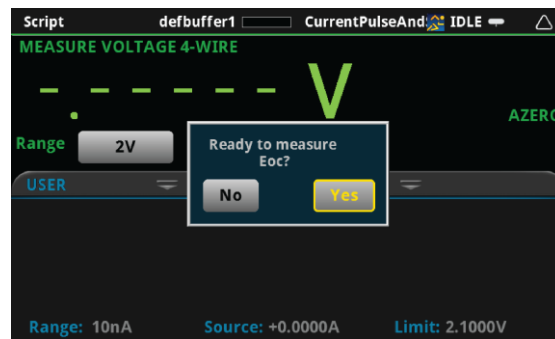 Script defbuffer1 CurrentPulseAnd IDLE
MEASURE VOLTAGE 4-WIRE
- -.- - - - - V
AZERO
Range 2V
Ready to measure
Eoc?
No Yes
USER
Range: 10nA Source: +0.0000A Limit: 2.1000V